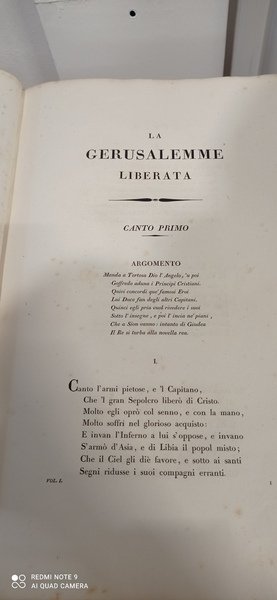 LA
GERUSALEMME
LIBERATA
CANTO PRIMO
ARGOMENTO
Manda a Tortosa Dio l'Angelo, 'u poi
Goffredo aduna i Principi Cristiani.
Quivi concordi que' famosi Eroi
Lui Duce fan degli altri Capitani.
Quinci egli pria vuol rivedere i suoi
Sotto l'insegne, e poi l'invia ne' piani,
Che a Sion vanno: intanto di Giudea
Il Re si turba alla novella rea.
I.
Canto l'armi pietose, e 'l Capitano,
Che 'l gran Sepolcro liberò di Cristo.
Molto egli oprò col senno, e con la mano,
Molto soffrì nel glorioso acquisto:
E invan l'Inferno a lui s'oppose, e invano
S'armò d'Asia, e di Libia il popol misto;
Che il Ciel gli diè favore, e sotto ai santi
Segni ridusse i suoi compagni erranti.
VOL. I.
1
REDMI NOTE 9
AI QUAD CAMERA